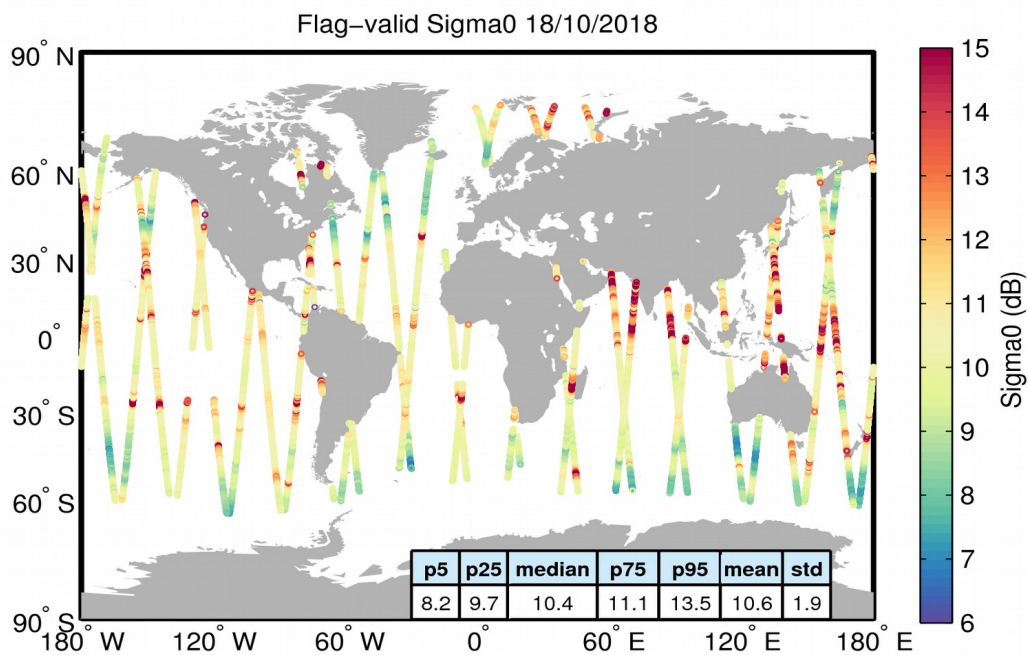 Flag−valid Sigma0 18/10/2018
90° N
60° N
30° N
0°
30° S
60° S
90° S
180° W
120° W
60° W
0°
60° E
120° E
180° E
15
14
13
12
11
10
9
8
7
6
Sigma0 (dB)
p5 p25 median p75 p95 mean std
8.2 9.7 10.4 11.1 13.5 10.6 1.9